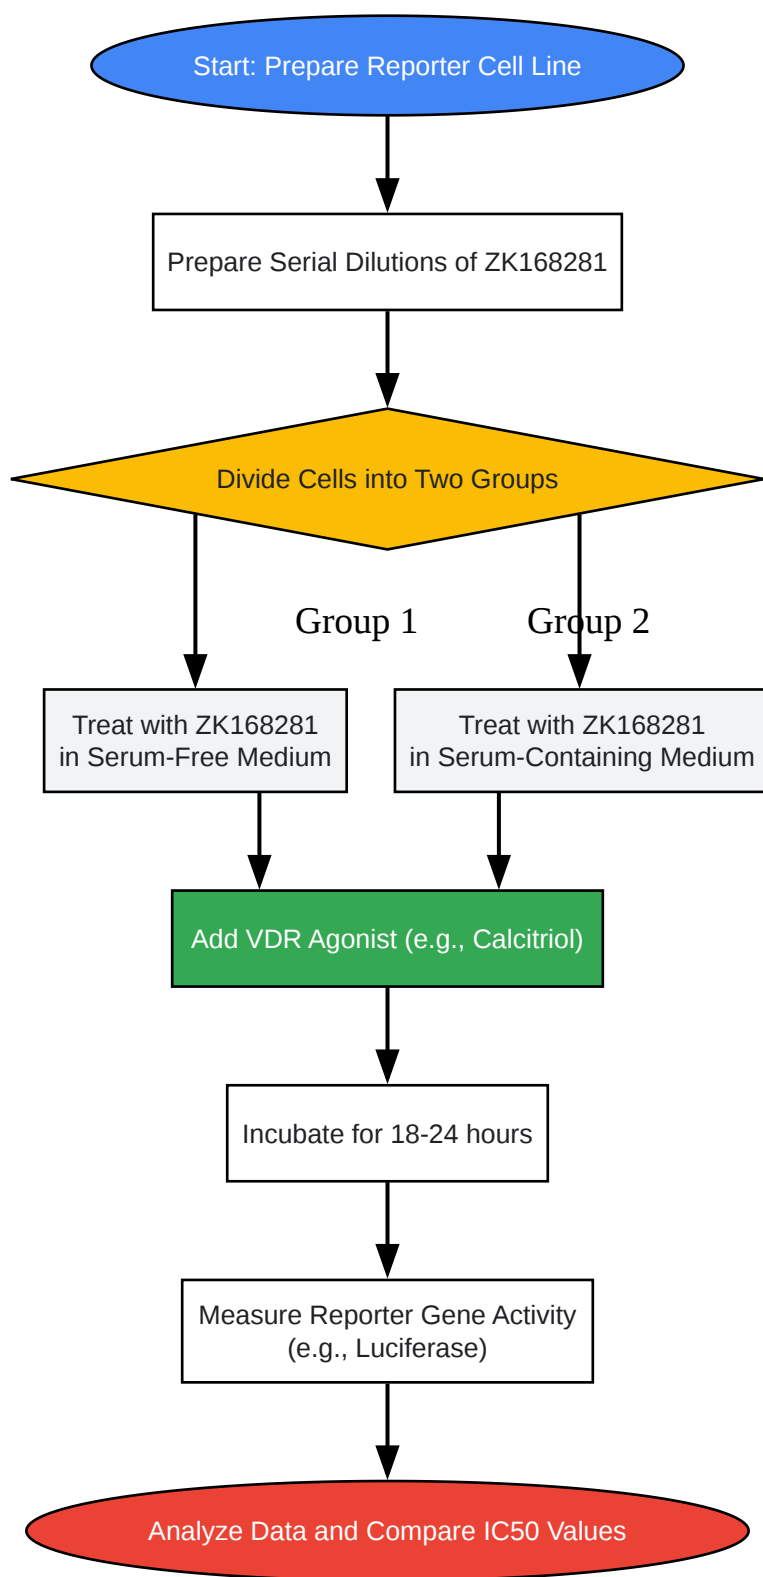 Start: Prepare Reporter Cell Line
Prepare Serial Dilutions of ZK168281
Divide Cells into Two Groups
Group 1
Group 2
Treat with ZK168281
in Serum-Free Medium
Treat with ZK168281
in Serum-Containing Medium
Add VDR Agonist (e.g., Calcitriol)
Incubate for 18-24 hours
Measure Reporter Gene Activity
(e.g., Luciferase)
Analyze Data and Compare IC50 Values